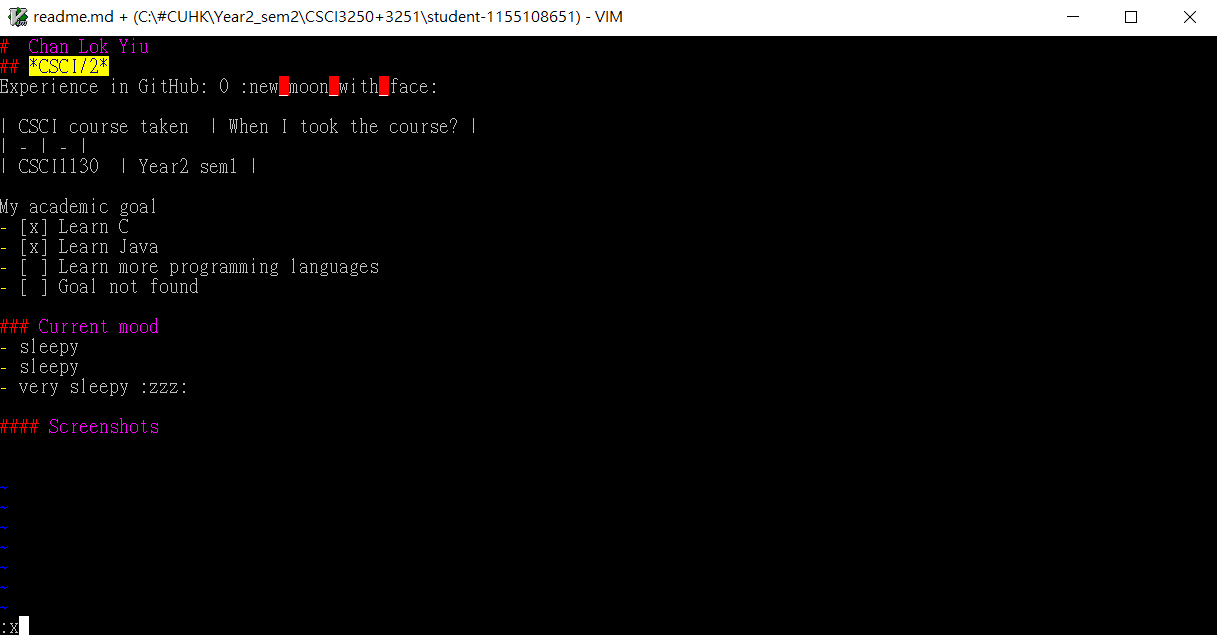 readme.md + (C:\#CUHK\Year2_sem2\CSCI3250+3251\student-1155108651) - VIM
#  Chan Lok Yiu
## *CSCI/2*
Experience in GitHub: 0 :new_moon_with_face:
| CSCI course taken  | When I took the course? |
| - | - |
| CSCI1130  | Year2 sem1 |
My academic goal
- [x] Learn C
- [x] Learn Java
- [ ] Learn more programming languages
- [ ] Goal not found
### Current mood
- sleepy
- sleepy
- very sleepy :zzz:
#### Screenshots
~
~
~
~
~
~
~
:x